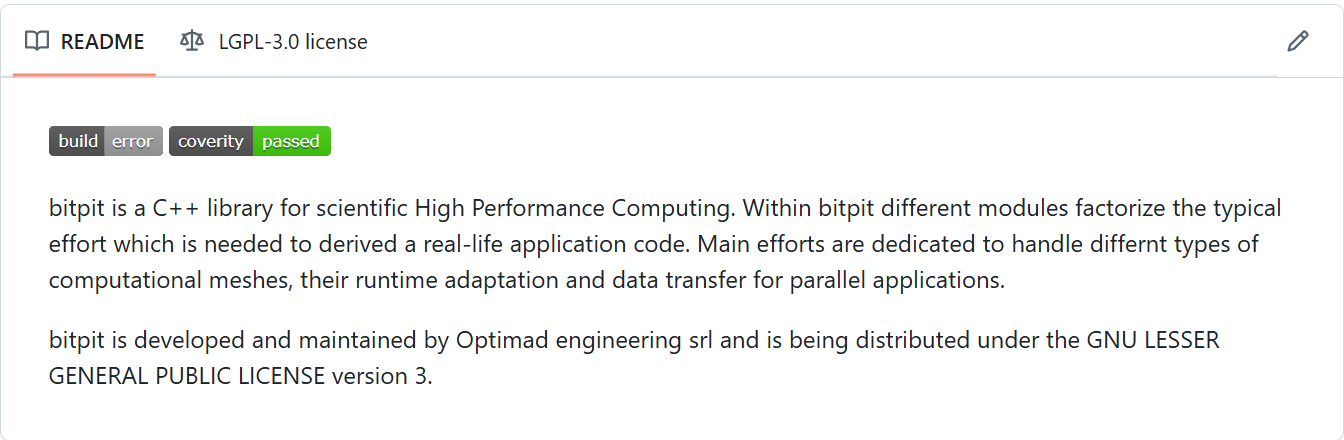 README LGPL-3.0 license
build error coverity passed
bitpit is a C++ library for scientific High Performance Computing. Within bitpit different modules factorize the typical
effort which is needed to derived a real-life application code. Main efforts are dedicated to handle differnt types of
computational meshes, their runtime adaptation and data transfer for parallel applications.
bitpit is developed and maintained by Optimad engineering srl and is being distributed under the GNU LESSER
GENERAL PUBLIC LICENSE version 3.